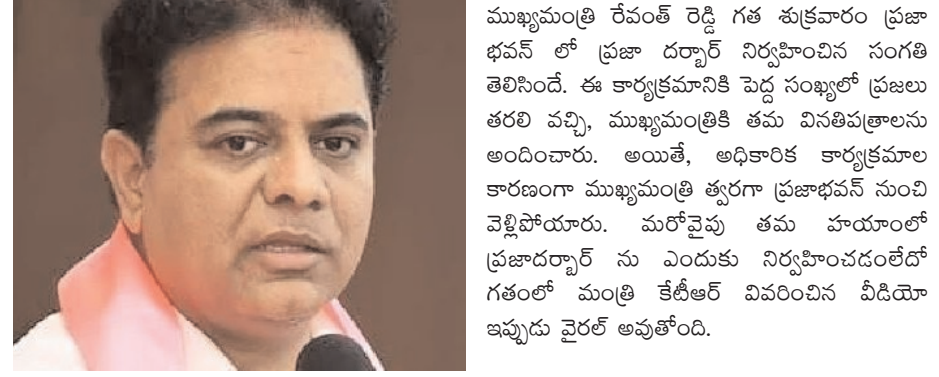 ముఖ్యమంత్రి రేవంత్ రెడ్డి గత శుక్రవారం ప్రజా
భవన్ లో ప్రజా దర్బార్ నిర్వహించిన సంగతి
తెలిసిందే. ఈ కార్యక్రమానికి పెద్ద సంఖ్యలో ప్రజలు
తరలి వచ్చి, ముఖ్యమంత్రికి తమ వినతిపత్రాలను
అందించారు. అయితే, అధికారిక కార్యక్రమాల
కారణంగా ముఖ్యమంత్రి త్వరగా ప్రజాభవన్ నుంచి
వెళ్లిపోయారు. మరోవైపు తమ హయాంలో
ప్రజాదర్బార్ ను ఎందుకు నిర్వహించడంలేదో
గతంలో మంత్రి కేటీఆర్ వివరించిన వీడియో
ఇప్పుడు వైరల్ అవుతోంది.